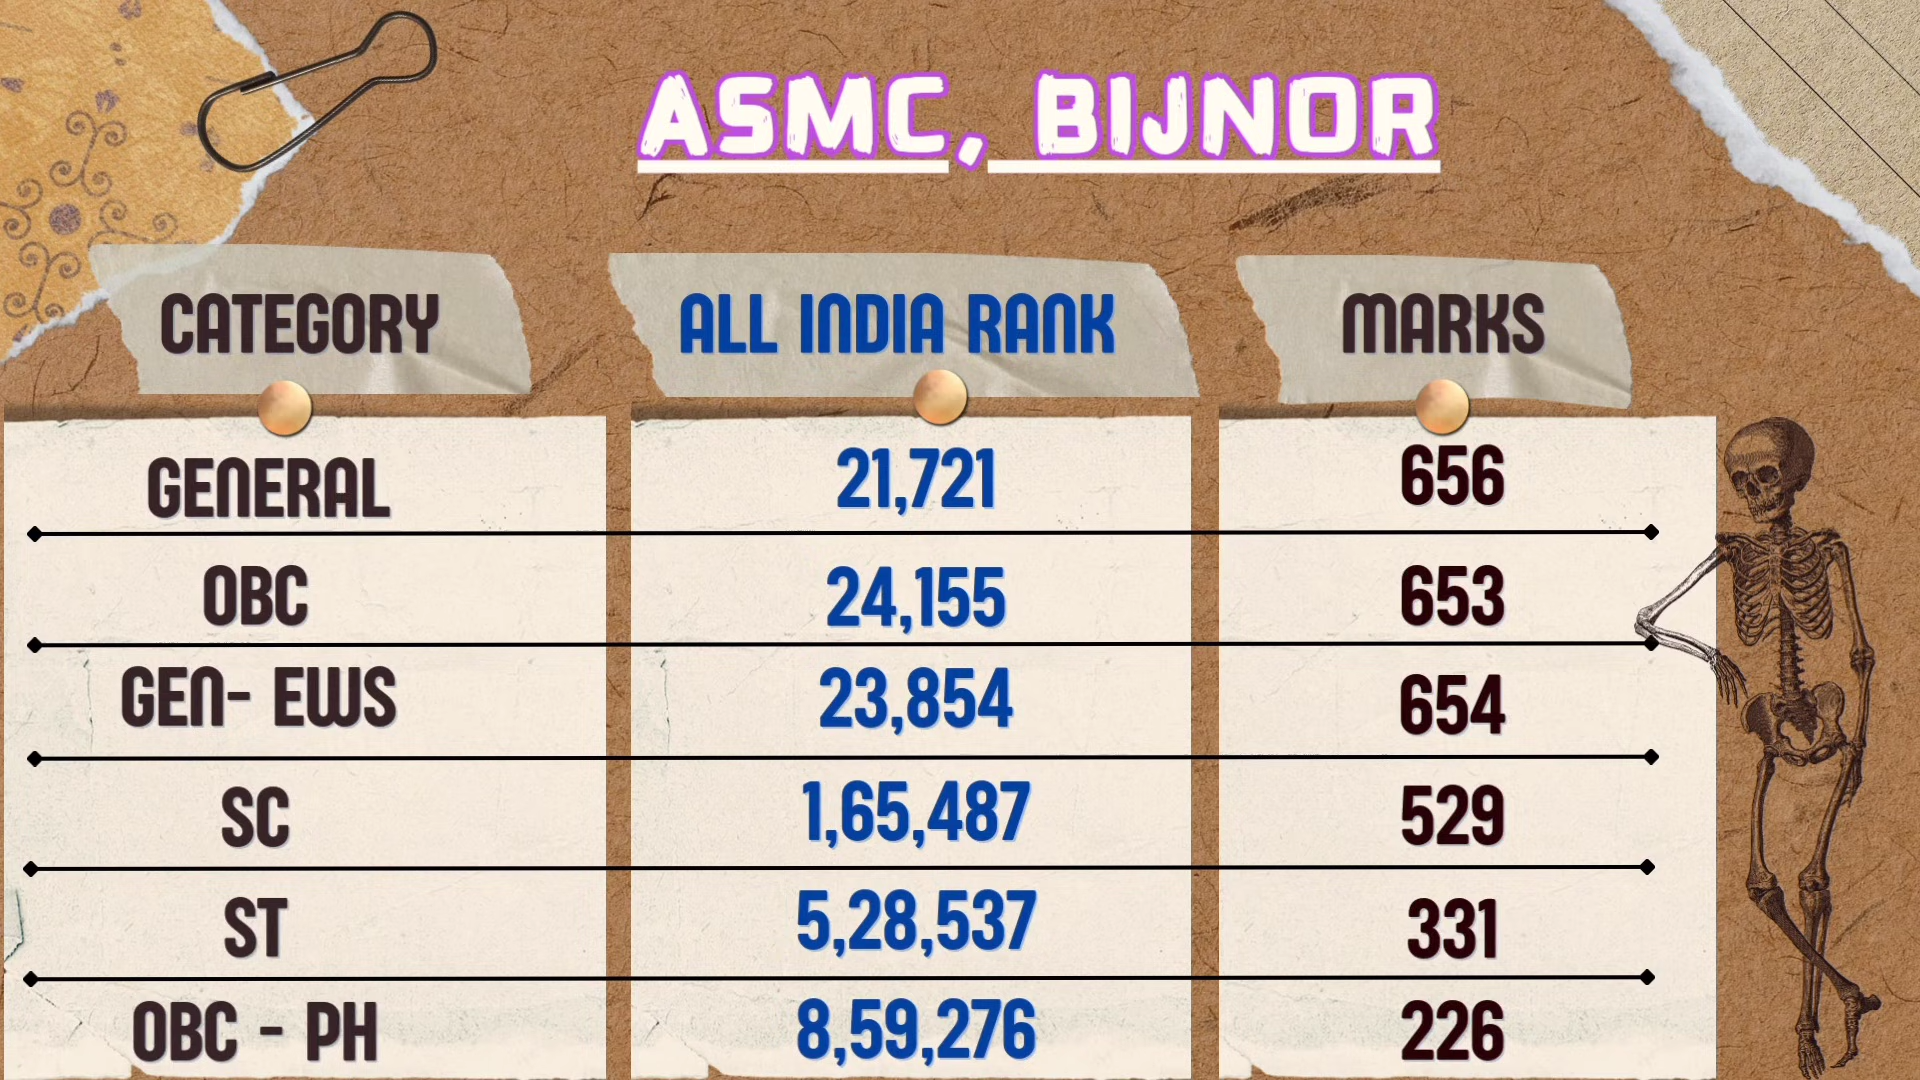 ASMC, BIJNOR
CATEGORY ALL INDIA RANK MARKS
GENERAL 21,721 656
OBC 24,155 653
GEN- EWS 23,854 654
SC 1,65,487 529
ST 5,28,537 331
OBC - PH 8,59,276 226